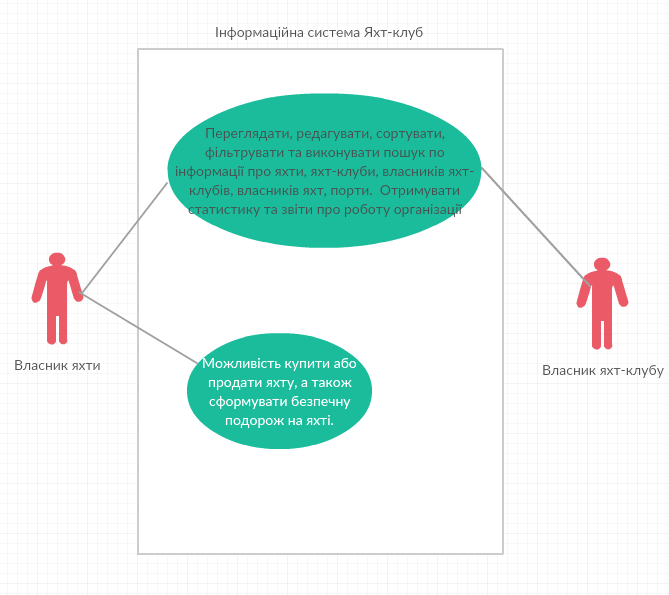 Інформаційна система Яхт-клуб
Переглядати, редагувати, сортувати,
фільтрувати та виконувати пошук по
інформації про яхти, яхт-клуби, власників яхт-
клубів, власників яхт, порти. Отримувати
статистику та звіти про роботу організації
Власник яхти
Власник яхт-клубу
Можливість купити або
продати яхту, а також
сформувати безпечну
подорож на яхті.